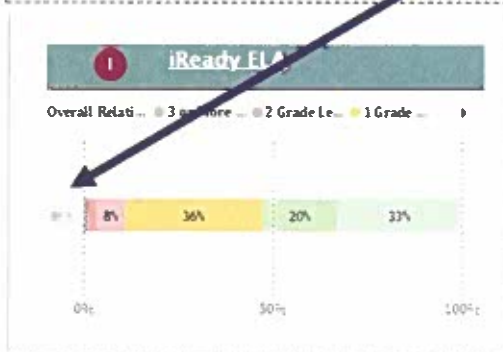 I iReady ELA
Overall Relati... 3 or More ... 2 Grade Le... 1 Grade ...
8% 36% 20% 33%
0% 50% 100%